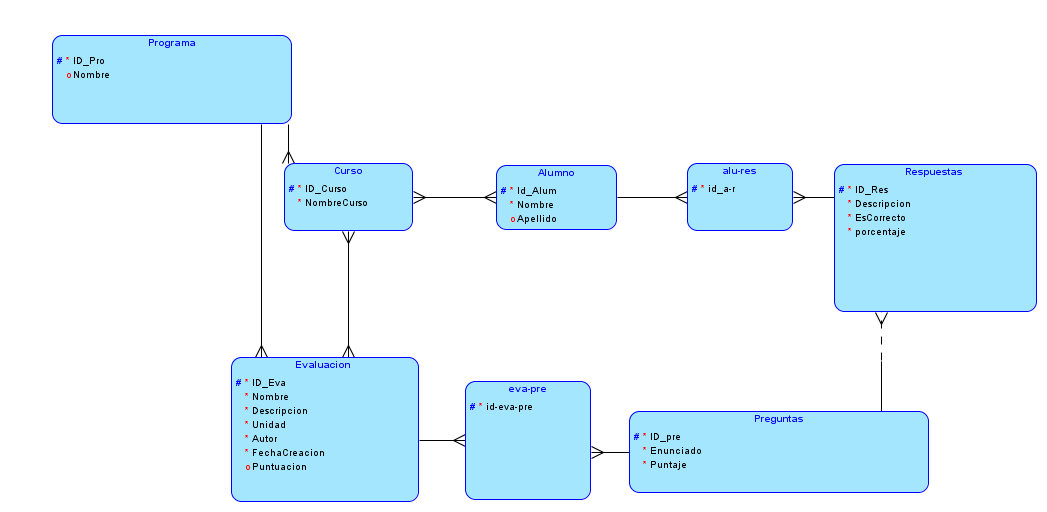 Programa
# * ID_Pro
o Nombre
Curso
# * ID_Curso
* NombreCurso
Alumno
# * Id_Alum
* Nombre
o Apellido
alu-res
# * id_a-r
Respuestas
# * ID_Res
* Descripcion
* EsCorrecto
* porcentaje
Evaluacion
# * ID_Eva
* Nombre
* Descripcion
* Unidad
* Autor
* FechaCreacion
o Puntuacion
eva-pre
# * id-eva-pre
Preguntas
# * ID_pre
* Enunciado
* Puntaje